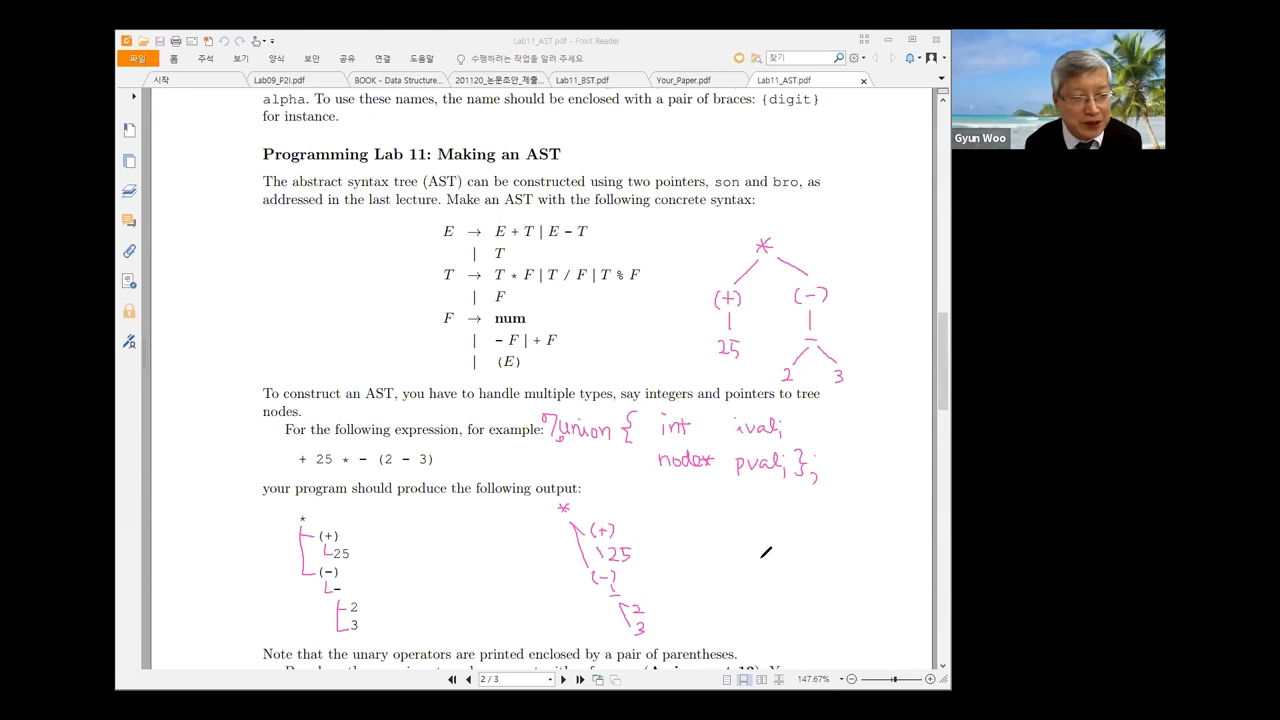 Lab11_AST.pdf - Foxit Reader
파일 홈 주석 보기 양식 보안 공유 연결 도움말 수행하려는 작업을 알려 주세요 찾기
시작 Lab09_P2I.pdf BOOK - Data Structure... 201120_논문초안_제출... Lab11_BST.pdf Your_Paper.pdf Lab11_AST.pdf
Gyun Woo
alpha. To use these names, the name should be enclosed with a pair of braces: {digit}
for instance.
Programming Lab 11: Making an AST
The abstract syntax tree (AST) can be constructed using two pointers, son and bro, as
addressed in the last lecture. Make an AST with the following concrete syntax:
E → E + T | E − T
| T
T → T * F | T / F | T % F
| F
F → num
| − F | + F
| (E)
*
(+) (-)
25 -
2 3
To construct an AST, you have to handle multiple types, say integers and pointers to tree
nodes.
For the following expression, for example:
%union { int ival;
node* pval; };
+ 25 * - (2 - 3)
your program should produce the following output:
*
(+)
25
(-)
-
2
3
*
(+)
25
(-)
-
2
3
Note that the unary operators are printed enclosed by a pair of parentheses.
2 / 3
147.67%